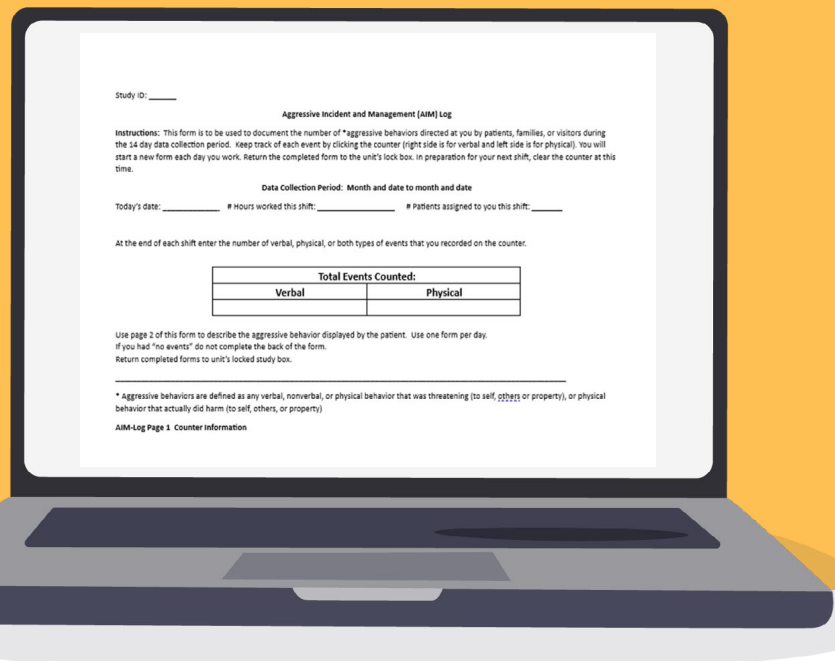 Study ID: ______
Aggressive Incident and Management (AIM) Log
Instructions: This form is to be used to document the number of *aggressive behaviors directed at you by patients, families, or visitors during
the 14 day data collection period. Keep track of each event by clicking the counter (right side is for verbal and left side is for physical). You will
start a new form each day you work. Return the completed form to the unit's lock box. In preparation for your next shift, clear the counter at this
time.
Data Collection Period: Month and date to month and date
Today's date: ____________ # Hours worked this shift: _________________ # Patients assigned to you this shift: _______
At the end of each shift enter the number of verbal, physical, or both types of events that you recorded on the counter.
Total Events Counted:
Verbal Physical
Use page 2 of this form to describe the aggressive behavior displayed by the patient. Use one form per day.
If you had "no events" do not complete the back of the form.
Return completed forms to unit's locked study box.
* Aggressive behaviors are defined as any verbal, nonverbal, or physical behavior that was threatening (to self, others or property), or physical
behavior that actually did harm (to self, others, or property)
AIM-Log Page 1 Counter Information